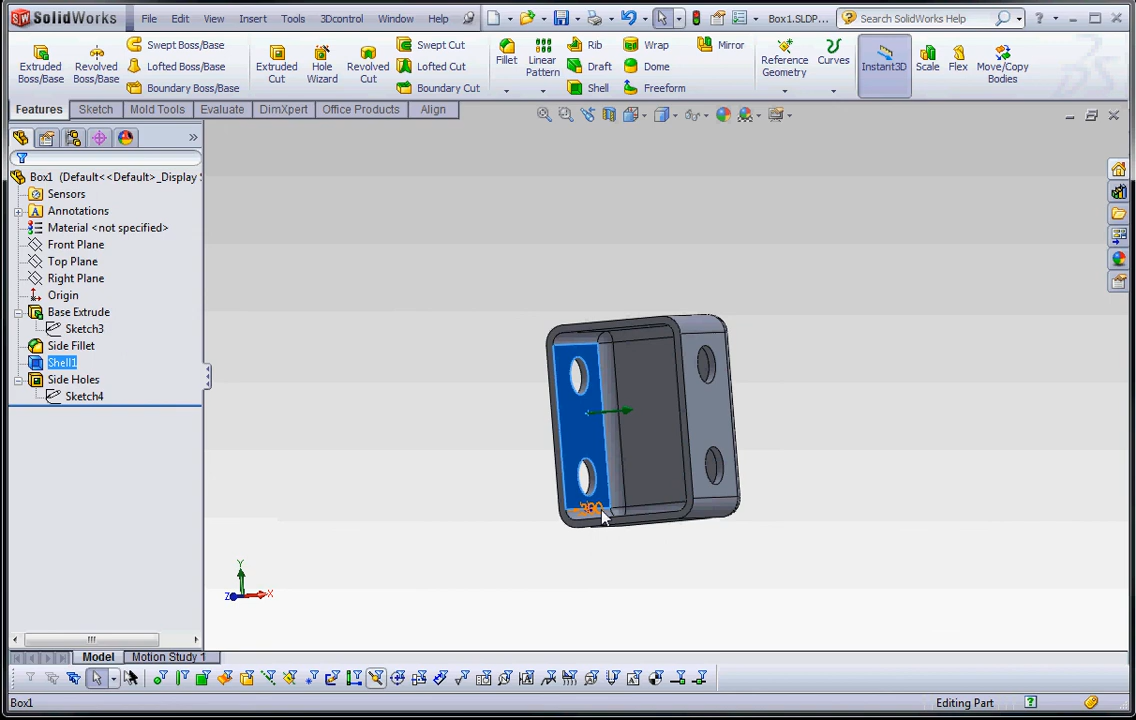 SolidWorks File Edit View Insert Tools 3Dcontrol Window Help Box1.SLDP... Search SolidWorks Help
Extruded Boss/Base
Revolved Boss/Base
Swept Boss/Base
Lofted Boss/Base
Boundary Boss/Base
Extruded Cut
Hole Wizard
Revolved Cut
Swept Cut
Lofted Cut
Boundary Cut
Fillet
Linear Pattern
Rib
Draft
Shell
Wrap
Dome
Freeform
Mirror
Reference Geometry
Curves
Instant3D
Scale
Flex
Move/Copy Bodies
Features Sketch Mold Tools Evaluate DimXpert Office Products Align
Box1 (Default<<Default>_Display
Sensors
Annotations
Material <not specified>
Front Plane
Top Plane
Right Plane
Origin
Base Extrude
Sketch3
Side Fillet
Shell1
Side Holes
Sketch4
Y
Z
X
Model Motion Study 1
Box1 Editing Part